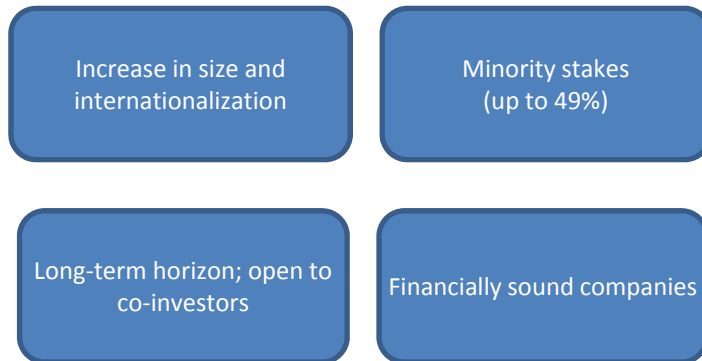 Increase in size and
internationalization
Minority stakes
(up to 49%)
Long-term horizon; open to
co-investors
Financially sound companies